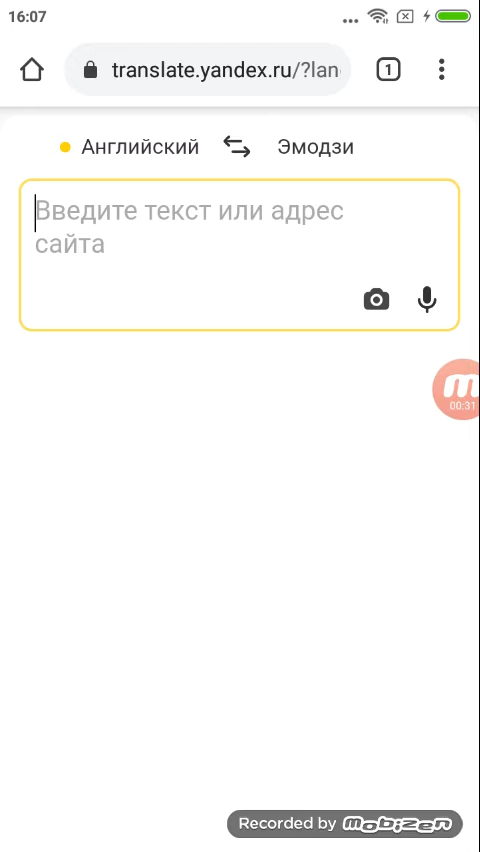 16:07
translate.yandex.ru/?lan
1
Английский
Эмодзи
Введите текст или адрес
сайта
00:31
Recorded by Mobizen